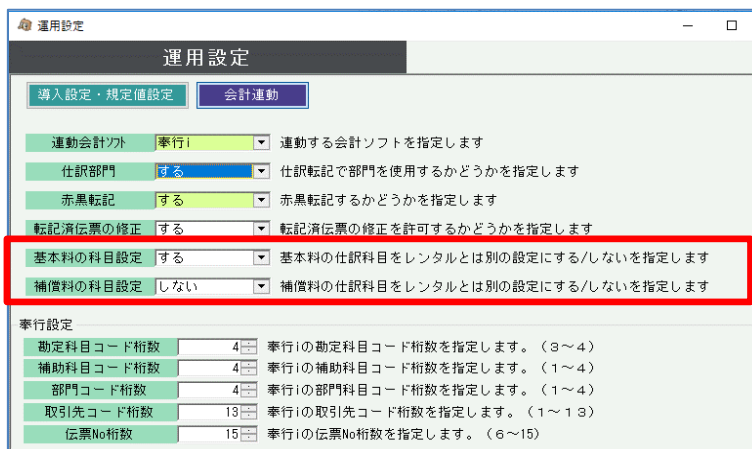 運用設定
運用設定
導入設定・規定値設定 会計連動
連動会計ソフト 奉行i 連動する会計ソフトを指定します
仕訳部門 する 仕訳転記で部門を使用するかどうかを指定します
赤黒転記 する 赤黒転記するかどうかを指定します
転記済伝票の修正 する 転記済伝票の修正を許可するかどうかを指定します
基本料の科目設定 する 基本料の仕訳科目をレンタルとは別の設定にする/しないを指定します
補償料の科目設定 しない 補償料の仕訳科目をレンタルとは別の設定にする/しないを指定します
奉行設定
勘定科目コード桁数 4 奉行iの勘定科目コード桁数を指定します。(3~4)
補助科目コード桁数 4 奉行iの補助科目コード桁数を指定します。(1~4)
部門コード桁数 4 奉行iの部門科目コード桁数を指定します。(1~4)
取引先コード桁数 13 奉行iの取引先コード桁数を指定します。(1~13)
伝票No桁数 15 奉行iの伝票No桁数を指定します。(6~15)